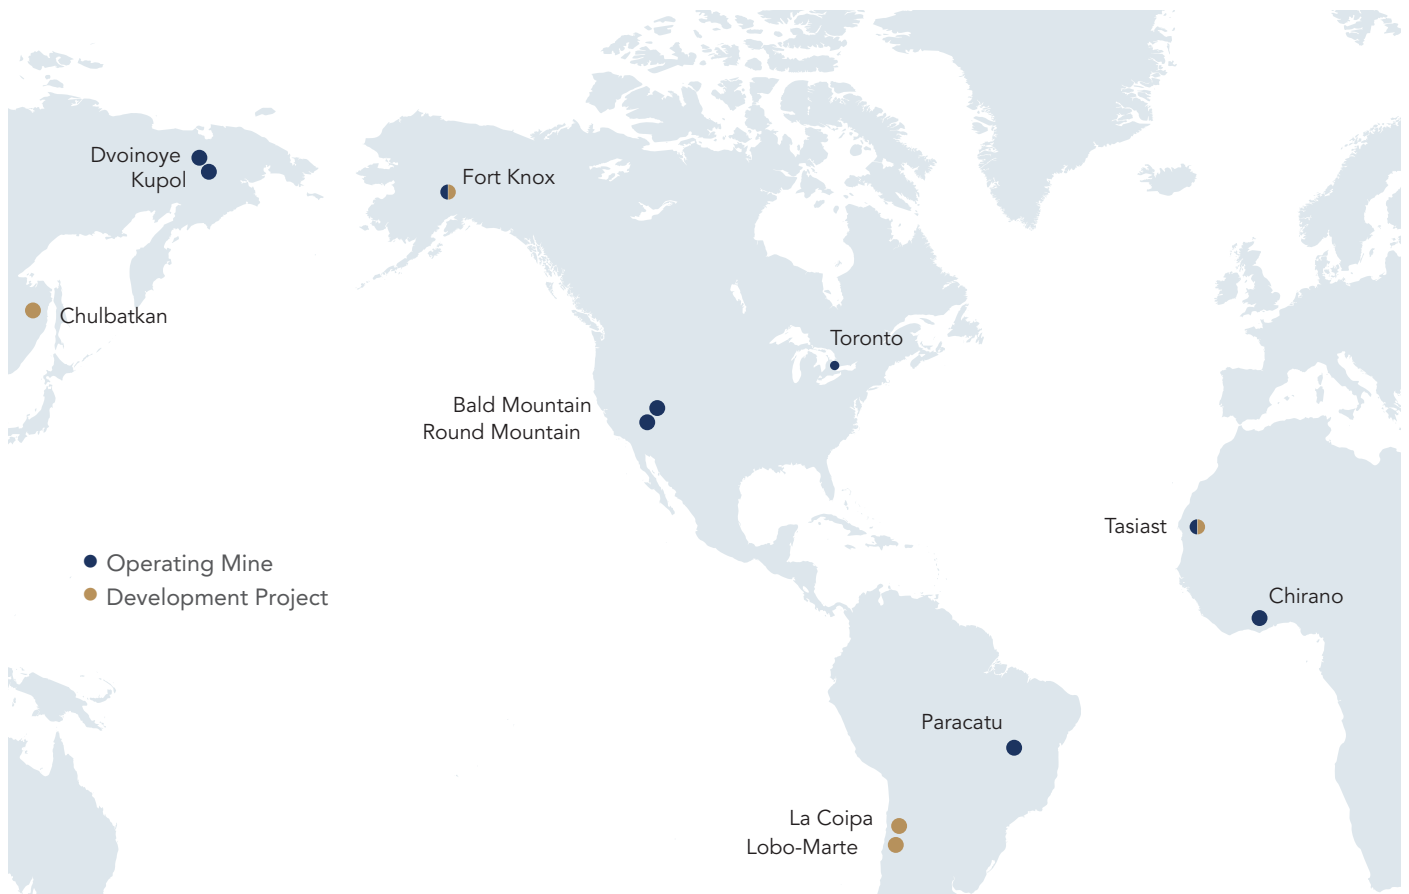 Dvoinoye
Kupol
Fort Knox
Chulbatkan
Toronto
Bald Mountain
Round Mountain
Tasiast
Operating Mine
Development Project
Chirano
Paracatu
La Coipa
Lobo-Marte